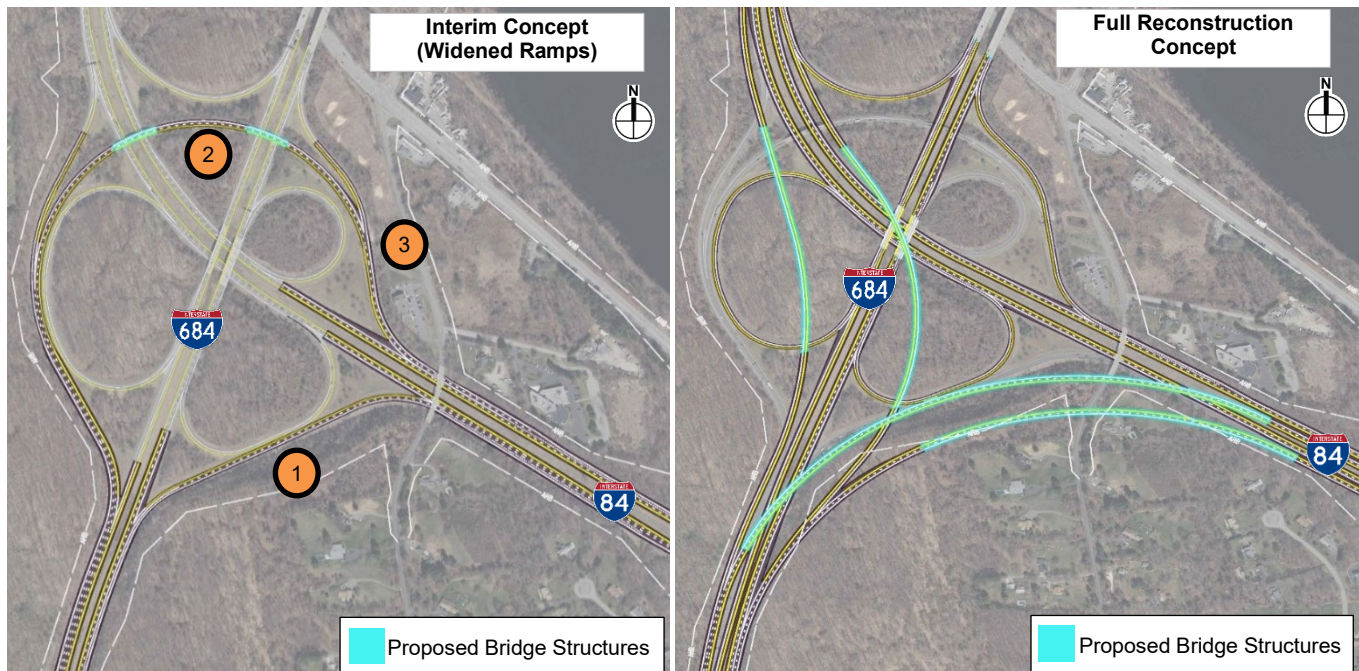 Interim Concept
(Widened Ramps)
N
2
3
INTERSTATE
684
1
INTERSTATE
84
Proposed Bridge Structures
Full Reconstruction
Concept
N
INTERSTATE
684
INTERSTATE
84
Proposed Bridge Structures